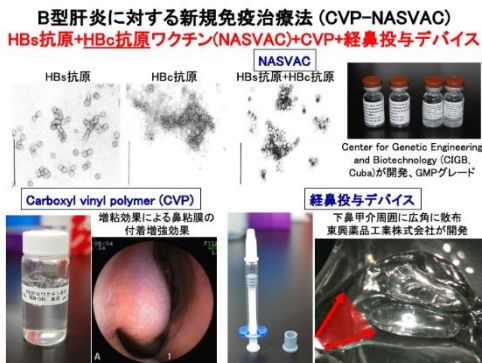 B型肝炎に対する新規免疫治療法 (CVP-NASVAC)
HBs抗原+HBc抗原ワクチン(NASVAC)+CVP+経鼻投与デバイス
NASVAC
HBs抗原
HBc抗原
HBs抗原+HBc抗原
Center for Genetic Engineering
and Biotechnology (CIGB,
Cuba)が開発、GMPグレード
Carboxyl vinyl polymer (CVP)
増粘効果による鼻粘膜の
付着増強効果
A
1
経鼻投与デバイス
下鼻甲介周囲に広角に散布
東興薬品工業株式会社が開発